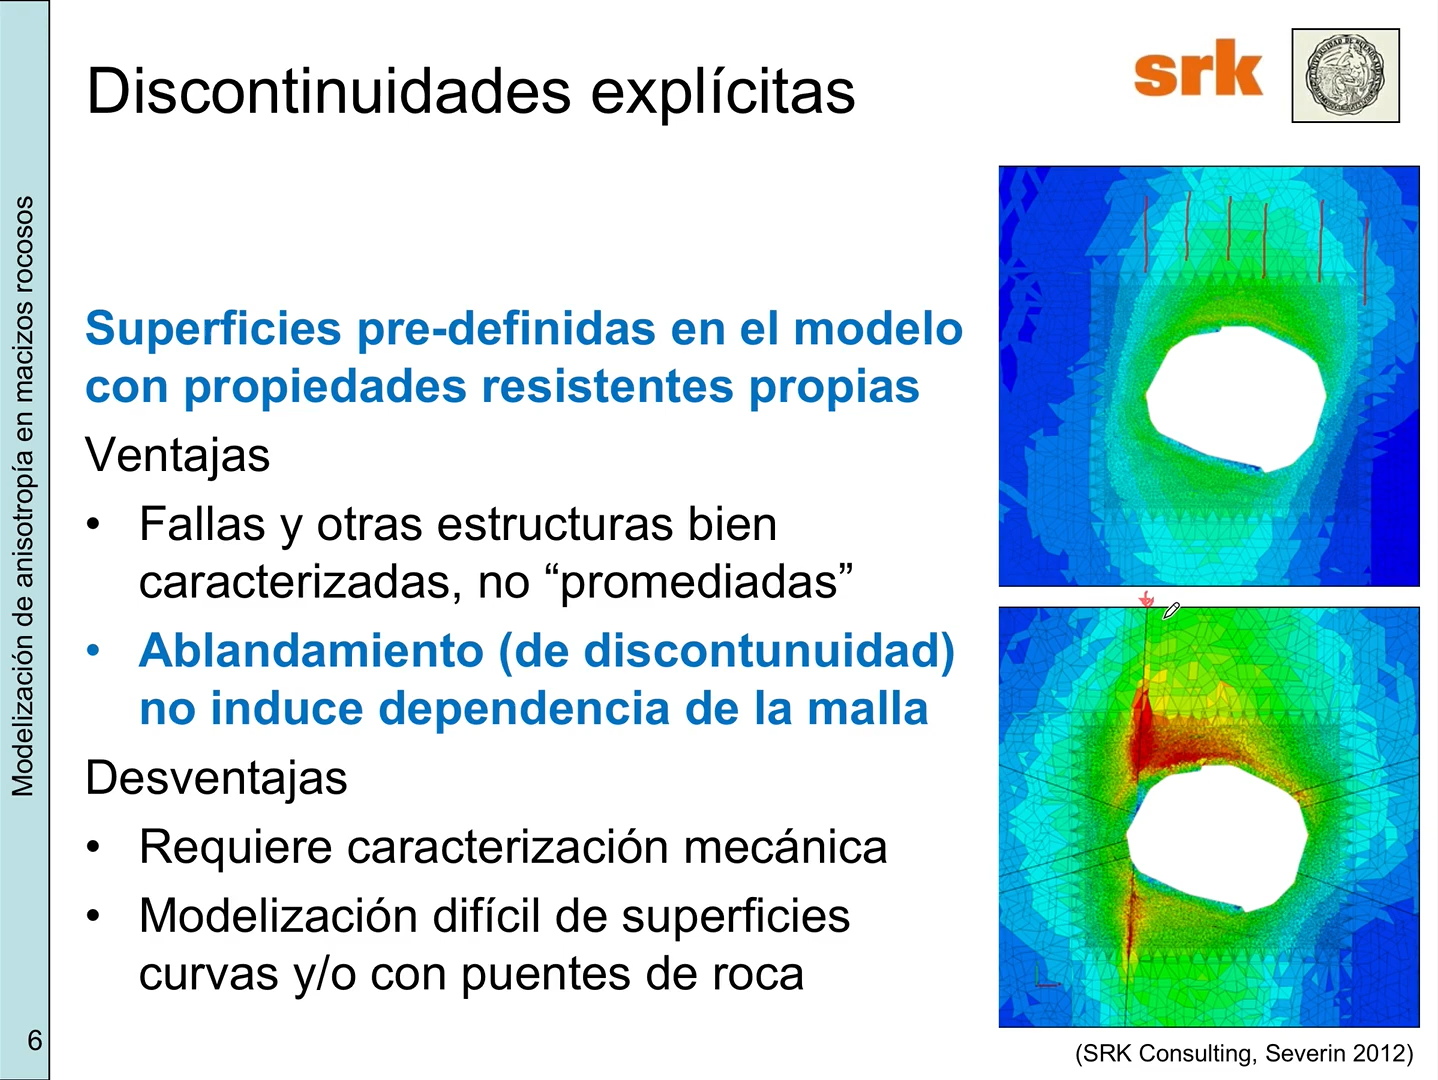 Discontinuidades explícitas
srk
Superficies pre-definidas en el modelo
con propiedades resistentes propias
Ventajas
• Fallas y otras estructuras bien
caracterizadas, no “promediadas”
• Ablandamiento (de discontunuidad)
no induce dependencia de la malla
Desventajas
• Requiere caracterización mecánica
• Modelización difícil de superficies
curvas y/o con puentes de roca
(SRK Consulting, Severin 2012)
Modelización de anisotropía en macizos rocosos
6